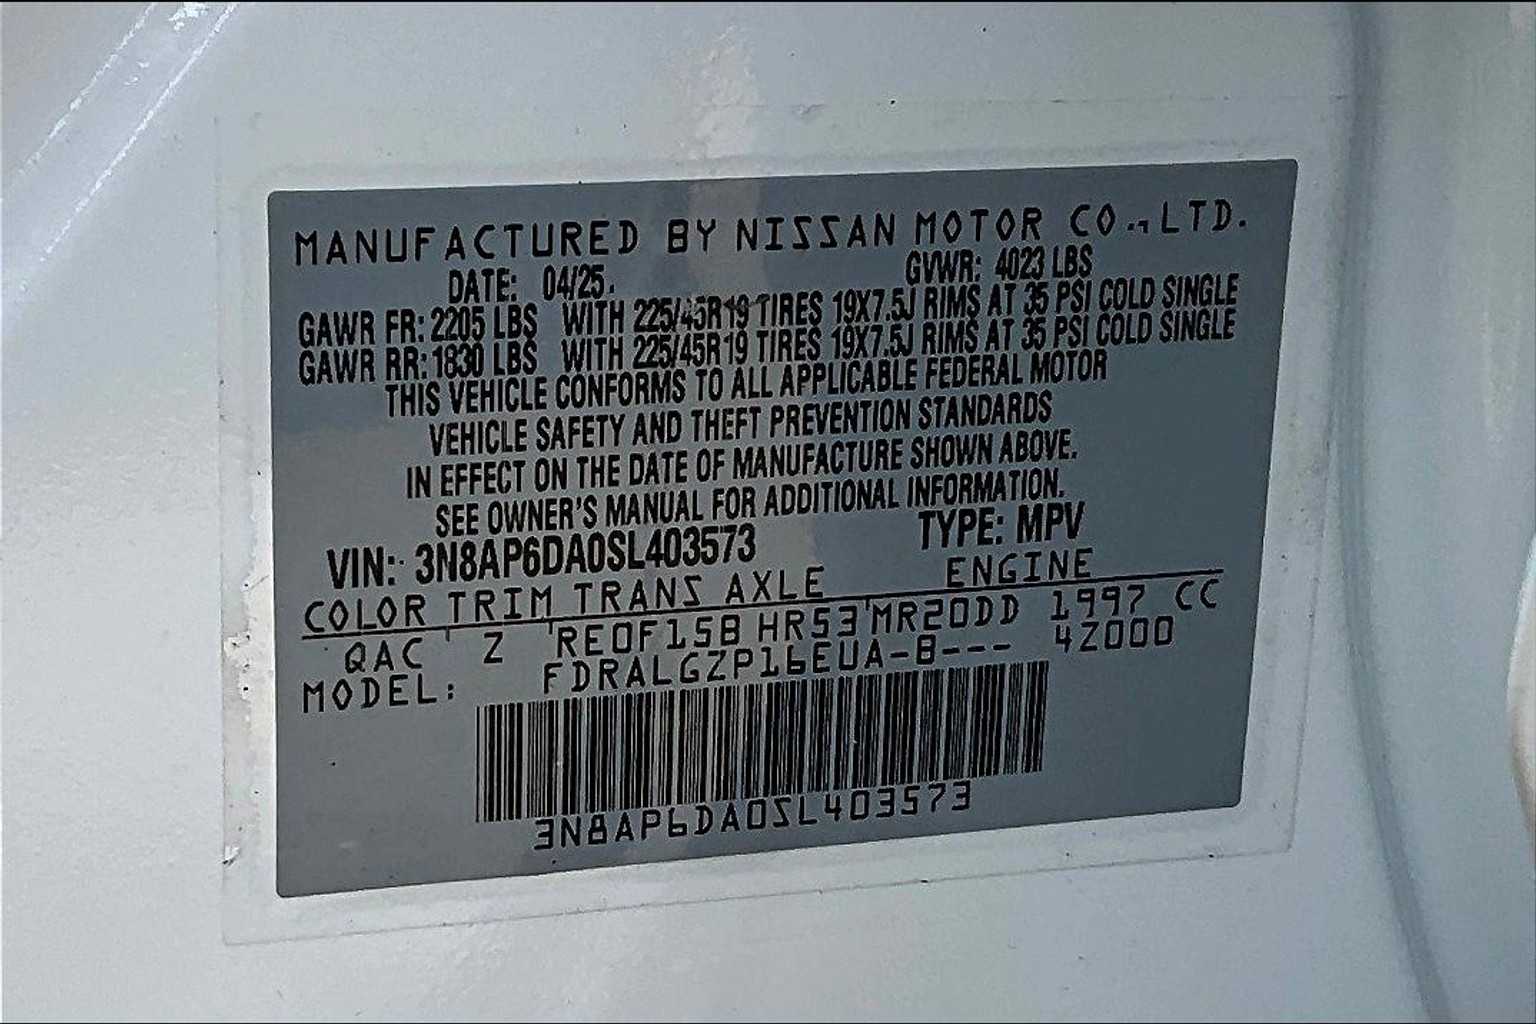 MANUFACTURED BY NISSAN MOTOR CO.,LTD.
DATE: 04/25. GVWR: 4023 LBS
GAWR FR: 2205 LBS WITH 225/45R19 TIRES 19X7.5J RIMS AT 35 PSI COLD SINGLE
GAWR RR: 1830 LBS WITH 225/45R19 TIRES 19X7.5J RIMS AT 35 PSI COLD SINGLE
THIS VEHICLE CONFORMS TO ALL APPLICABLE FEDERAL MOTOR
VEHICLE SAFETY AND THEFT PREVENTION STANDARDS
IN EFFECT ON THE DATE OF MANUFACTURE SHOWN ABOVE.
SEE OWNER'S MANUAL FOR ADDITIONAL INFORMATION.
VIN: 3N8AP6DA0SL403573 TYPE: MPV
COLOR TRIM TRANS AXLE ENGINE
QAC Z RE0F15B HR53 MR20DD 1997 CC
MODEL: FDRALGZP16EUA-B--- 4Z000
3N8AP6DA0SL403573